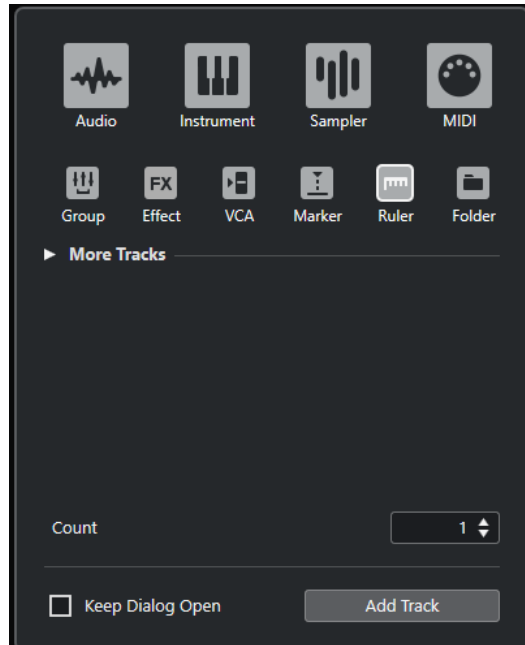 Audio Instrument Sampler MIDI
FX
Group Effect VCA Marker Ruler Folder
More Tracks
Count 1
Keep Dialog Open Add Track